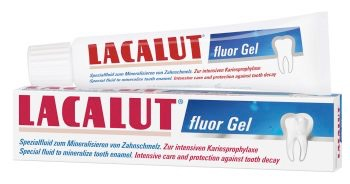 LACALUT® fluor Gel
Spezialfluid zum Mineralisieren von Zahnschmelz. Zur intensiven Kariesprophylaxe
Special fluid to mineralize tooth enamel. Intensive care and protection against tooth decay
LACALUT® fluor Gel
Spezialfluid zum Mineralisieren von Zahnschmelz. Zur intensiven Kariesprophylaxe
Special fluid to mineralize tooth enamel. Intensive care and protection against tooth decay